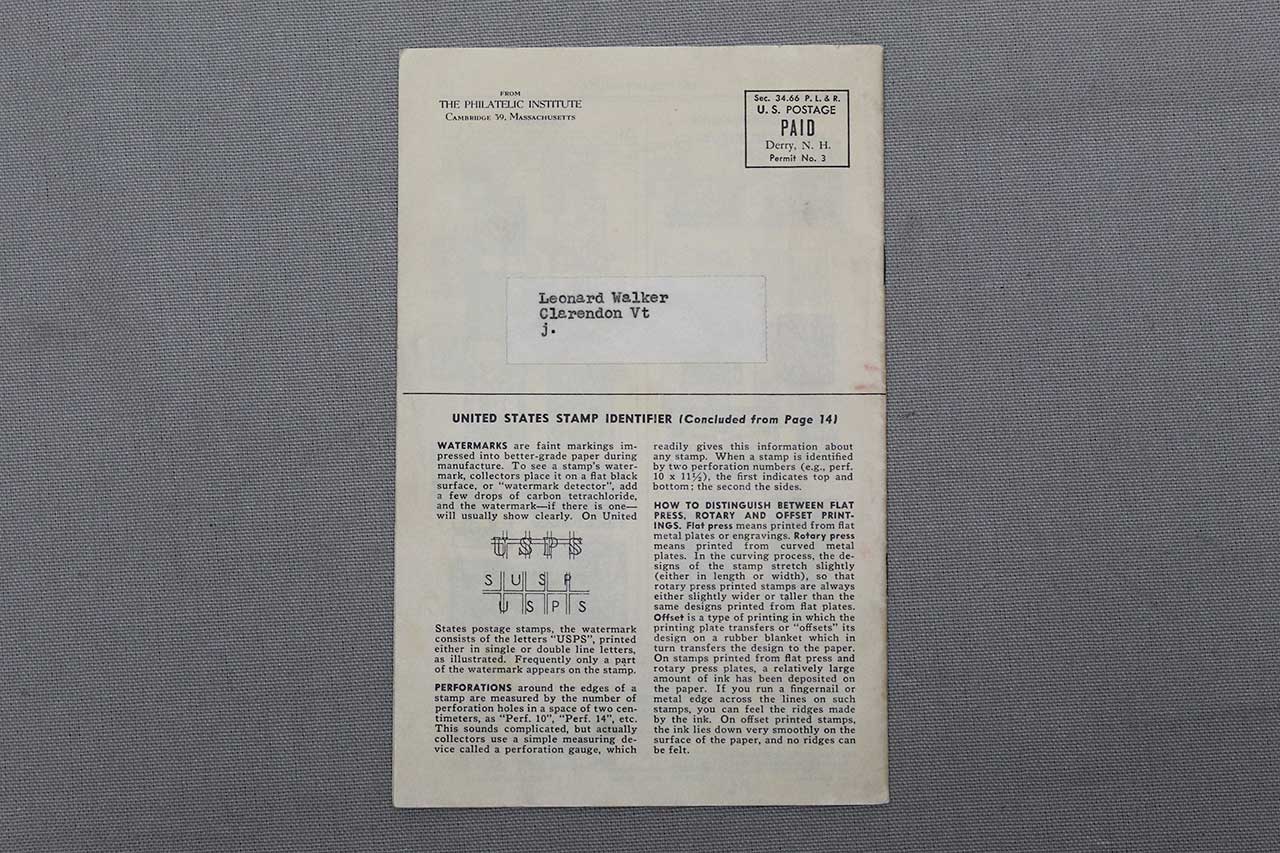 FROM
THE PHILATELIC INSTITUTE
CAMBRIDGE 39, MASSACHUSETTS
Sec. 34.66 P. L. & R.
U. S. POSTAGE
PAID
Derry, N. H.
Permit No. 3
Leonard Walker
Clarendon Vt
j.
UNITED STATES STAMP IDENTIFIER (Concluded from Page 14)
WATERMARKS are faint markings im-
pressed into better-grade paper during
manufacture. To see a stamp's water-
mark, collectors place it on a flat black
surface, or "watermark detector", add
a few drops of carbon tetrachloride,
and the watermark—if there is one—
will usually show clearly. On United
USPS
S U S P
U S P S
States postage stamps, the watermark
consists of the letters "USPS", printed
either in single or double line letters,
as illustrated. Frequently only a part
of the watermark appears on the stamp.
PERFORATIONS around the edges of a
stamp are measured by the number of
perforation holes in a space of two cen-
timeters, as "Perf. 10", "Perf. 14", etc.
This sounds complicated, but actually
collectors use a simple measuring de-
vice called a perforation gauge, which
readily gives this information about
any stamp. When a stamp is identified
by two perforation numbers (e.g., perf.
10 x 11½), the first indicates top and
bottom; the second the sides.
HOW TO DISTINGUISH BETWEEN FLAT
PRESS, ROTARY AND OFFSET PRINT-
INGS. Flat press means printed from flat
metal plates or engravings. Rotary press
means printed from curved metal
plates. In the curving process, the de-
signs of the stamp stretch slightly
(either in length or width), so that
rotary press printed stamps are always
either slightly wider or taller than the
same designs printed from flat plates.
Offset is a type of printing in which the
printing plate transfers or "offsets" its
design on a rubber blanket which in
turn transfers the design to the paper.
On stamps printed from flat press and
rotary press plates, a relatively large
amount of ink has been deposited on
the paper. If you run a fingernail or
metal edge across the lines on such
stamps, you can feel the ridges made
by the ink. On offset printed stamps,
the ink lies down very smoothly on the
surface of the paper, and no ridges can
be felt.